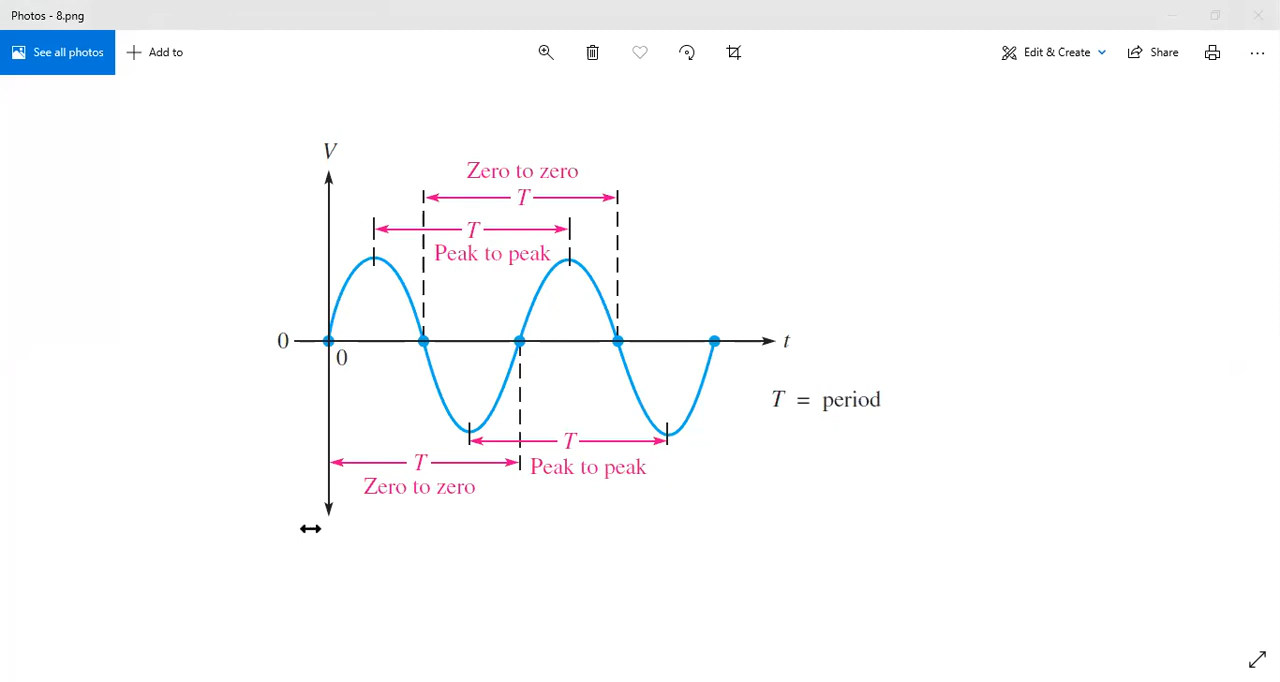 Photos - 8.png
See all photos
Add to
Edit & Create
Share
V
Zero to zero
T
T
Peak to peak
0
t
0
T = period
T
T
Peak to peak
Zero to zero